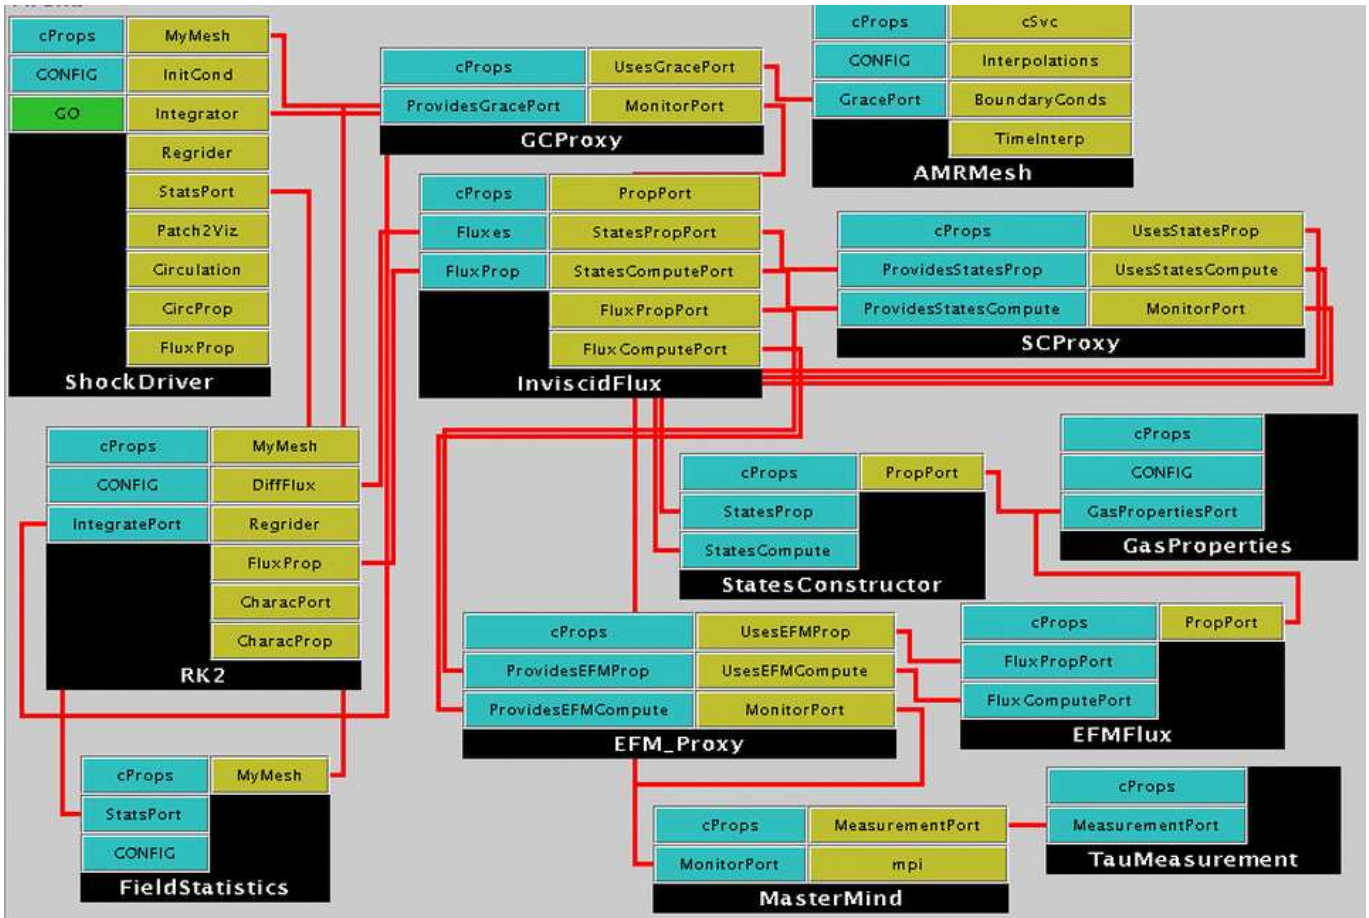 cProps MyMesh
CONFIG InitCond
GO Integrator
Regrider
StatsPort
Patch2Viz
Circulation
CircProp
FluxProp
ShockDriver
cProps UsesGracePort
ProvidesGracePort MonitorPort
GCProxy
cProps cSvc
CONFIG Interpolations
GracePort BoundaryConds
TimeInterp
AMRMesh
cProps PropPort
Fluxes StatesPropPort
FluxProp StatesComputePort
FluxPropPort
FluxComputePort
InviscidFlux
cProps UsesStatesProp
ProvidesStatesProp UsesStatesCompute
ProvidesStatesCompute MonitorPort
SCProxy
cProps MyMesh
CONFIG DiffFlux
IntegratePort Regrider
FluxProp
CharacPort
CharacProp
RK2
cProps PropPort
StatesProp
StatesCompute
StatesConstructor
cProps
CONFIG
GasPropertiesPort
GasProperties
cProps UsesEFMProp
ProvidesEFMProp UsesEFMCompute
ProvidesEFMCompute MonitorPort
EFM_Proxy
cProps PropPort
FluxPropPort
FluxComputePort
EFMFlux
cProps MyMesh
StatsPort
CONFIG
FieldStatistics
cProps MeasurementPort
MonitorPort mpi
MasterMind
cProps
MeasurementPort
TauMeasurement